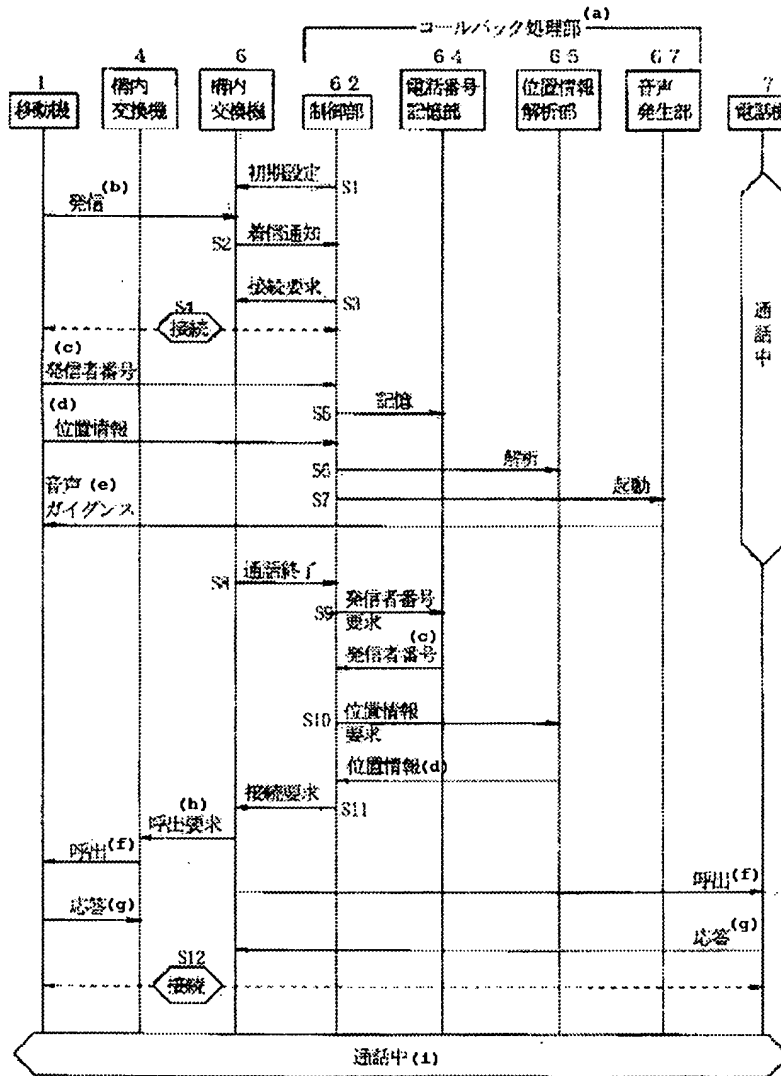 コールバック処理部(a)
1
4
6
62
64
65
67
7
移動機
構内
交換機
構内
交換機
制御部
電話番号
記憶部
位置情報
解析部
音声
発生部
電話機
初期設定
S1
発信(b)
S2
着信通知
接続要求
S3
S4
接続
通話中
(c)
発信者番号
S5
記憶
(d)
位置情報
S6
解析
S7
起動
音声(e)
ガイダンス
S8
通話終了
S9
発信者番号
要求
(c)
発信者番号
S10
位置情報
要求
位置情報(d)
接続要求
S11
(h)
呼出要求
呼出(f)
呼出(f)
応答(g)
(g)
応答
S12
接続
通話中(i)